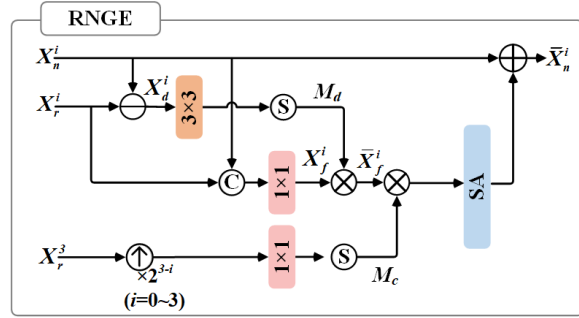 RNGE
X_n^i
X̄_n^i
X_r^i
X_d^i
3×3
S
M_d
C
1×1
X_f^i
X̄_f^i
SA
X_r^3
×2^{3-i}
1×1
S
M_c
(i=0~3)